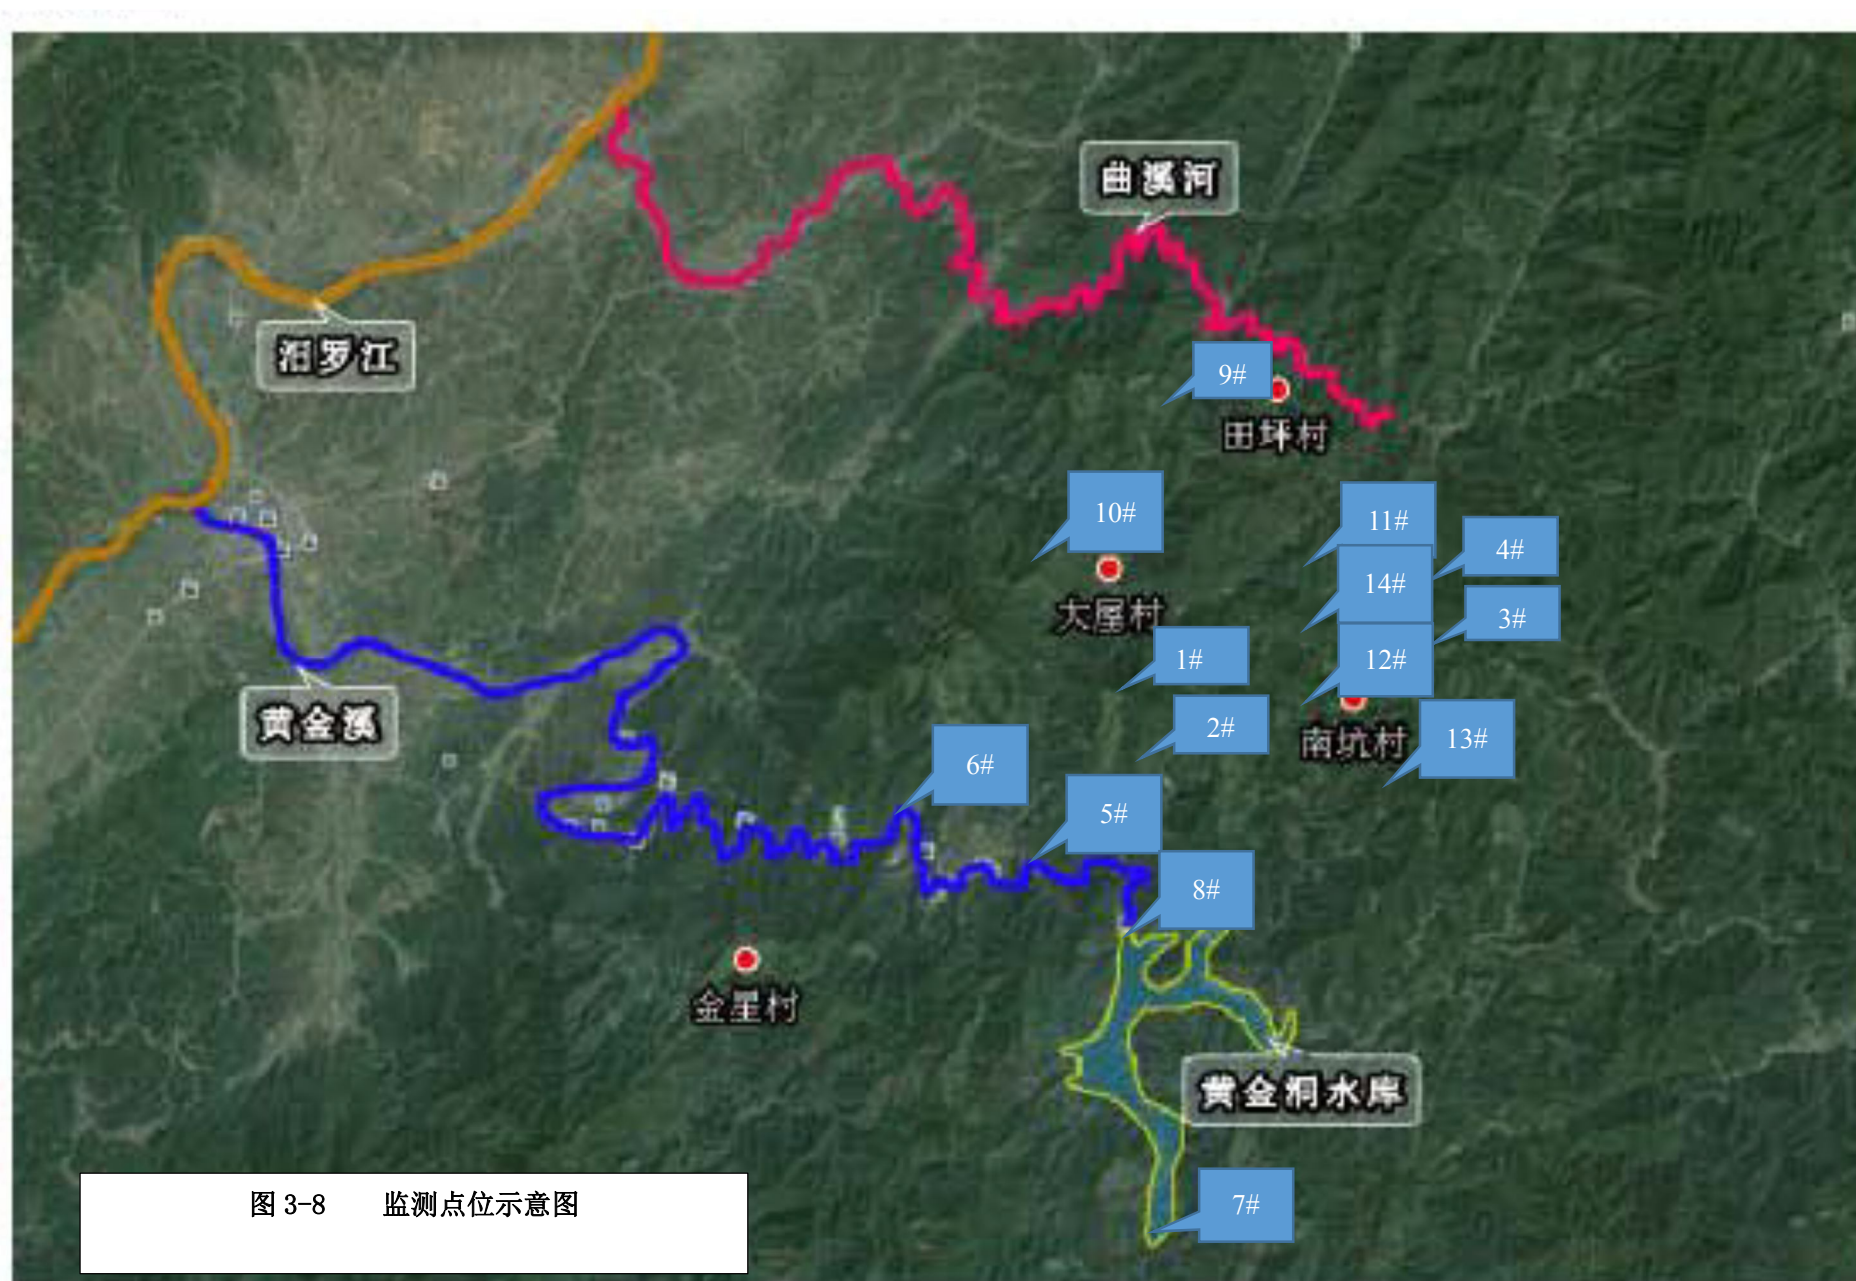 曲溪河
汨罗江
9#
田坪村
10#
11#
4#
14#
大屋村
3#
1#
12#
黄金溪
2#
南坑村
13#
6#
5#
8#
金星村
黄金洞水库
7#
图 3-8 监测点位示意图